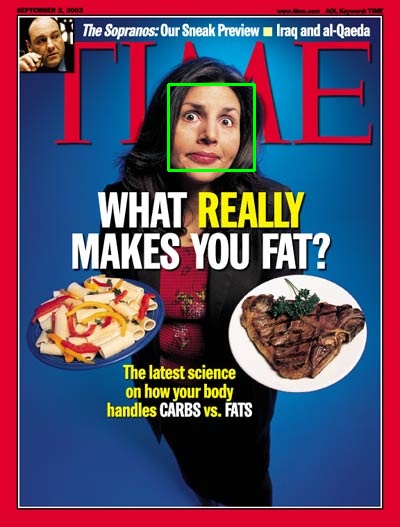 SEPTEMBER 2, 2002
www.time.com AOL Keyword: TIME
The Sopranos: Our Sneak Preview ■ Iraq and al-Qaeda
TIME
WHAT REALLY
MAKES YOU FAT?
The latest science
on how your body
handles CARBS vs. FATS